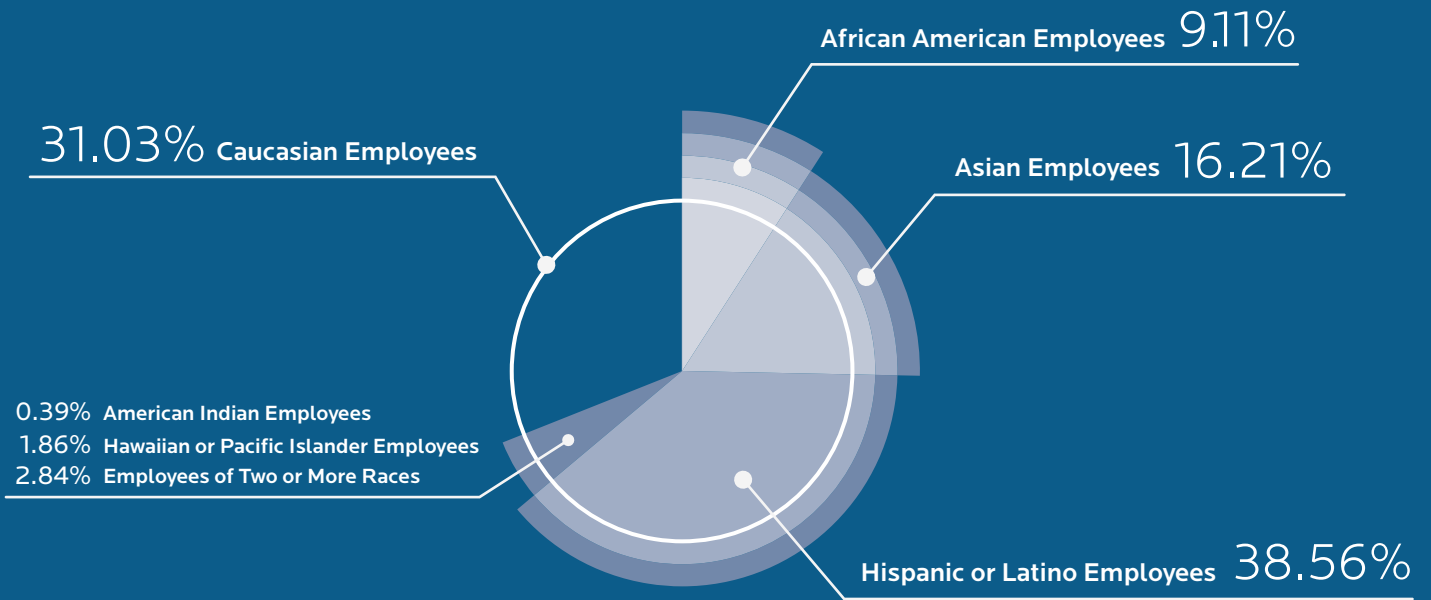 African American Employees 9.11%
31.03% Caucasian Employees
Asian Employees 16.21%
0.39% American Indian Employees
1.86% Hawaiian or Pacific Islander Employees
2.84% Employees of Two or More Races
Hispanic or Latino Employees 38.56%